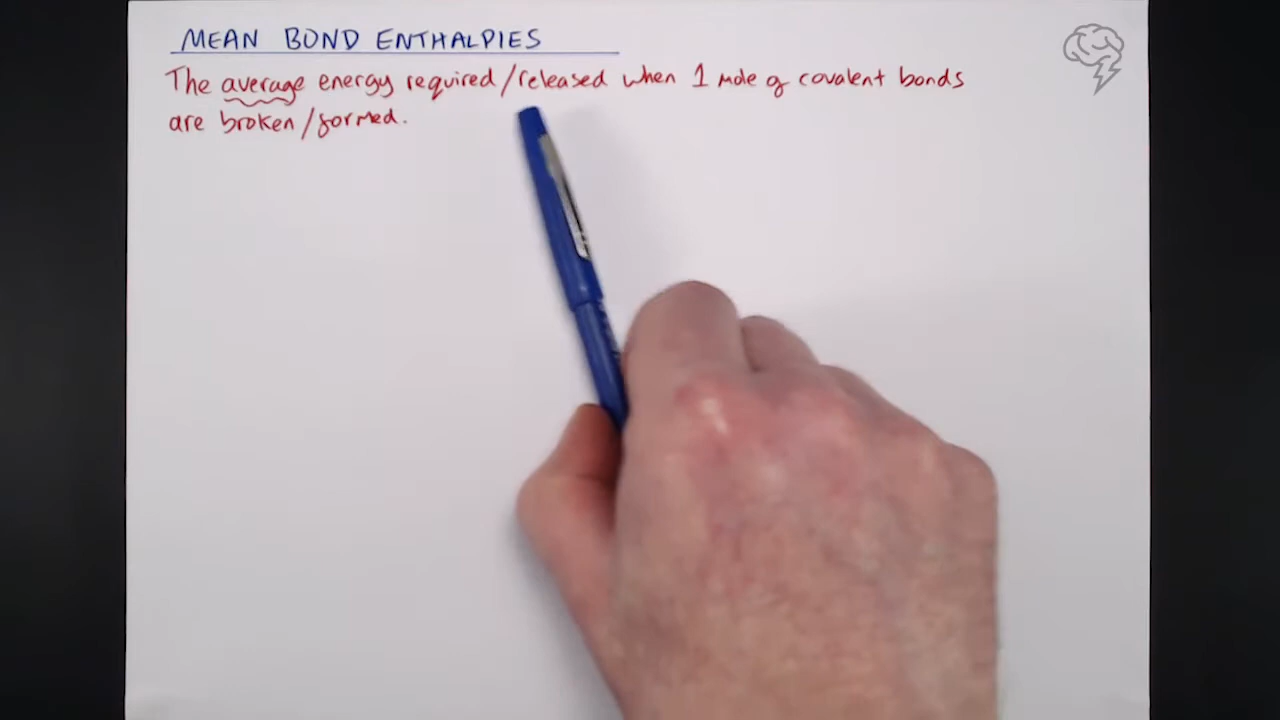 MEAN BOND ENTHALPIES
The average energy required/released when 1 mole of covalent bonds
are broken/formed.